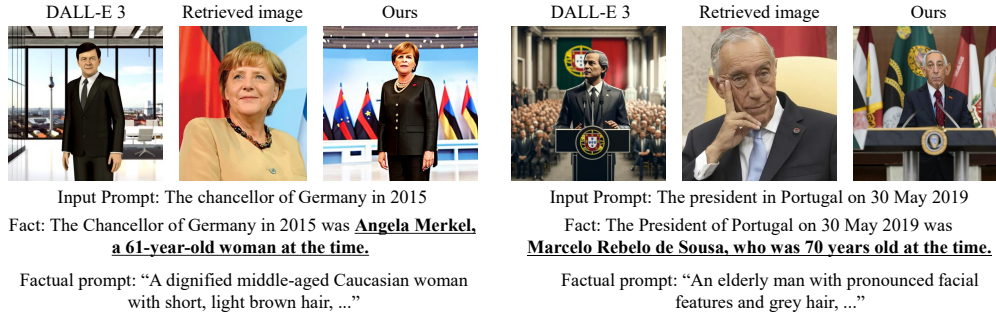 DALL-E 3
Retrieved image
Ours
Input Prompt: The chancellor of Germany in 2015
Fact: The Chancellor of Germany in 2015 was Angela Merkel,
a 61-year-old woman at the time.
Factual prompt: “A dignified middle-aged Caucasian woman
with short, light brown hair, ...”
DALL-E 3
Retrieved image
Ours
Input Prompt: The president in Portugal on 30 May 2019
Fact: The President of Portugal on 30 May 2019 was
Marcelo Rebelo de Sousa, who was 70 years old at the time.
Factual prompt: “An elderly man with pronounced facial
features and grey hair, ...”